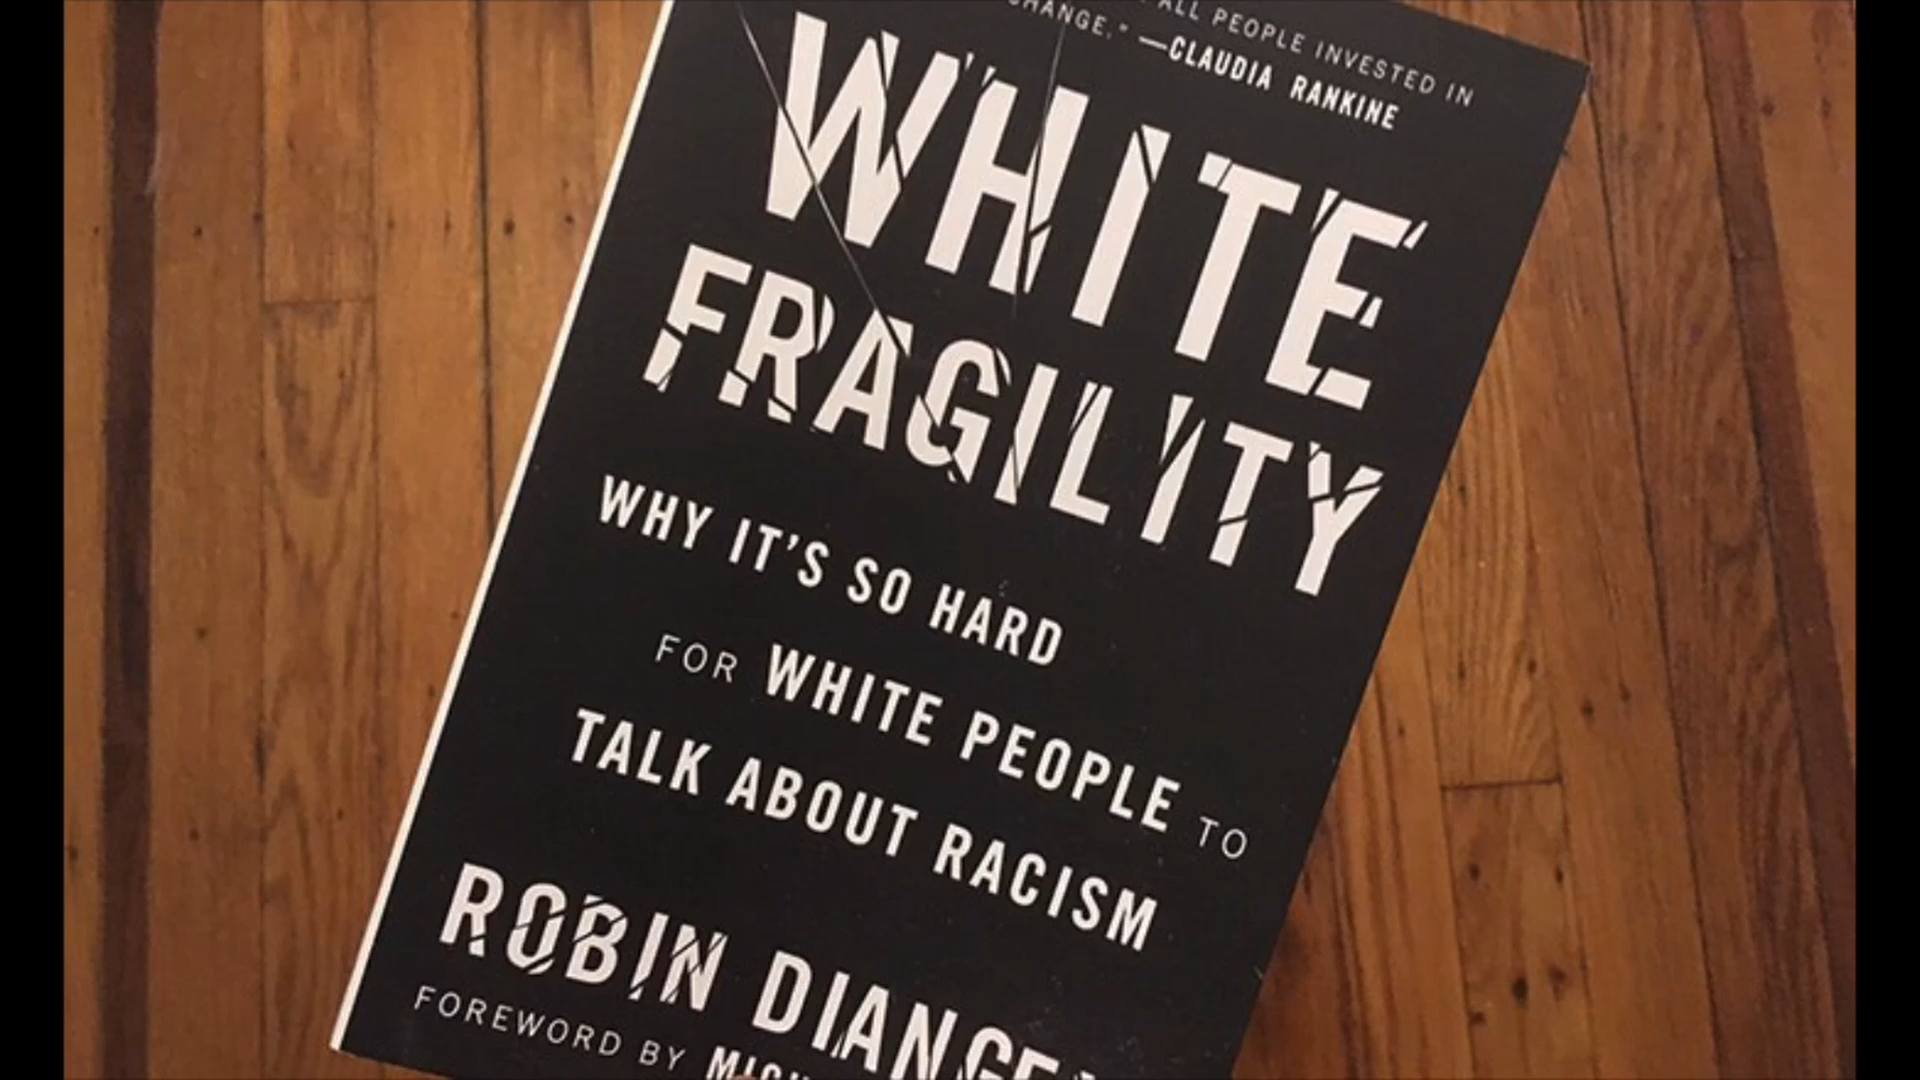 ALL PEOPLE INVESTED IN
CHANGE." —CLAUDIA RANKINE
WHITE
FRAGILITY
WHY IT'S SO HARD
FOR WHITE PEOPLE TO
TALK ABOUT RACISM
ROBIN DIANGE
FOREWORD BY